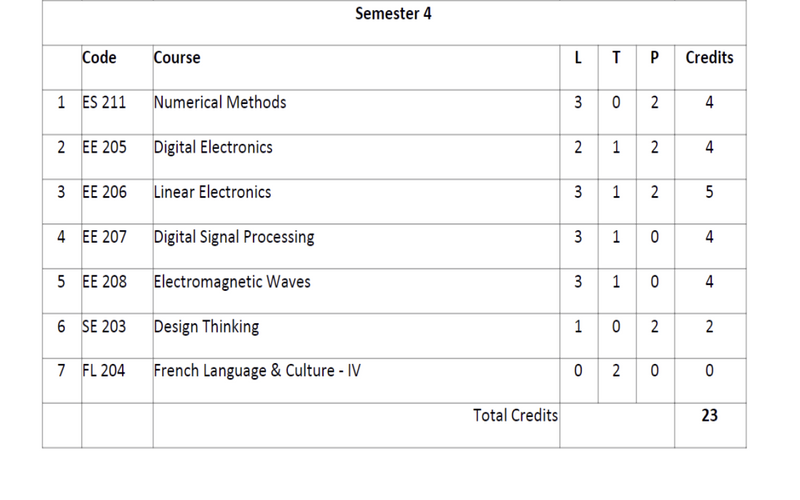 Semester 4
Code Course L T P Credits
1 ES 211 Numerical Methods 3 0 2 4
2 EE 205 Digital Electronics 2 1 2 4
3 EE 206 Linear Electronics 3 1 2 5
4 EE 207 Digital Signal Processing 3 1 0 4
5 EE 208 Electromagnetic Waves 3 1 0 4
6 SE 203 Design Thinking 1 0 2 2
7 FL 204 French Language & Culture - IV 0 2 0 0
Total Credits 23